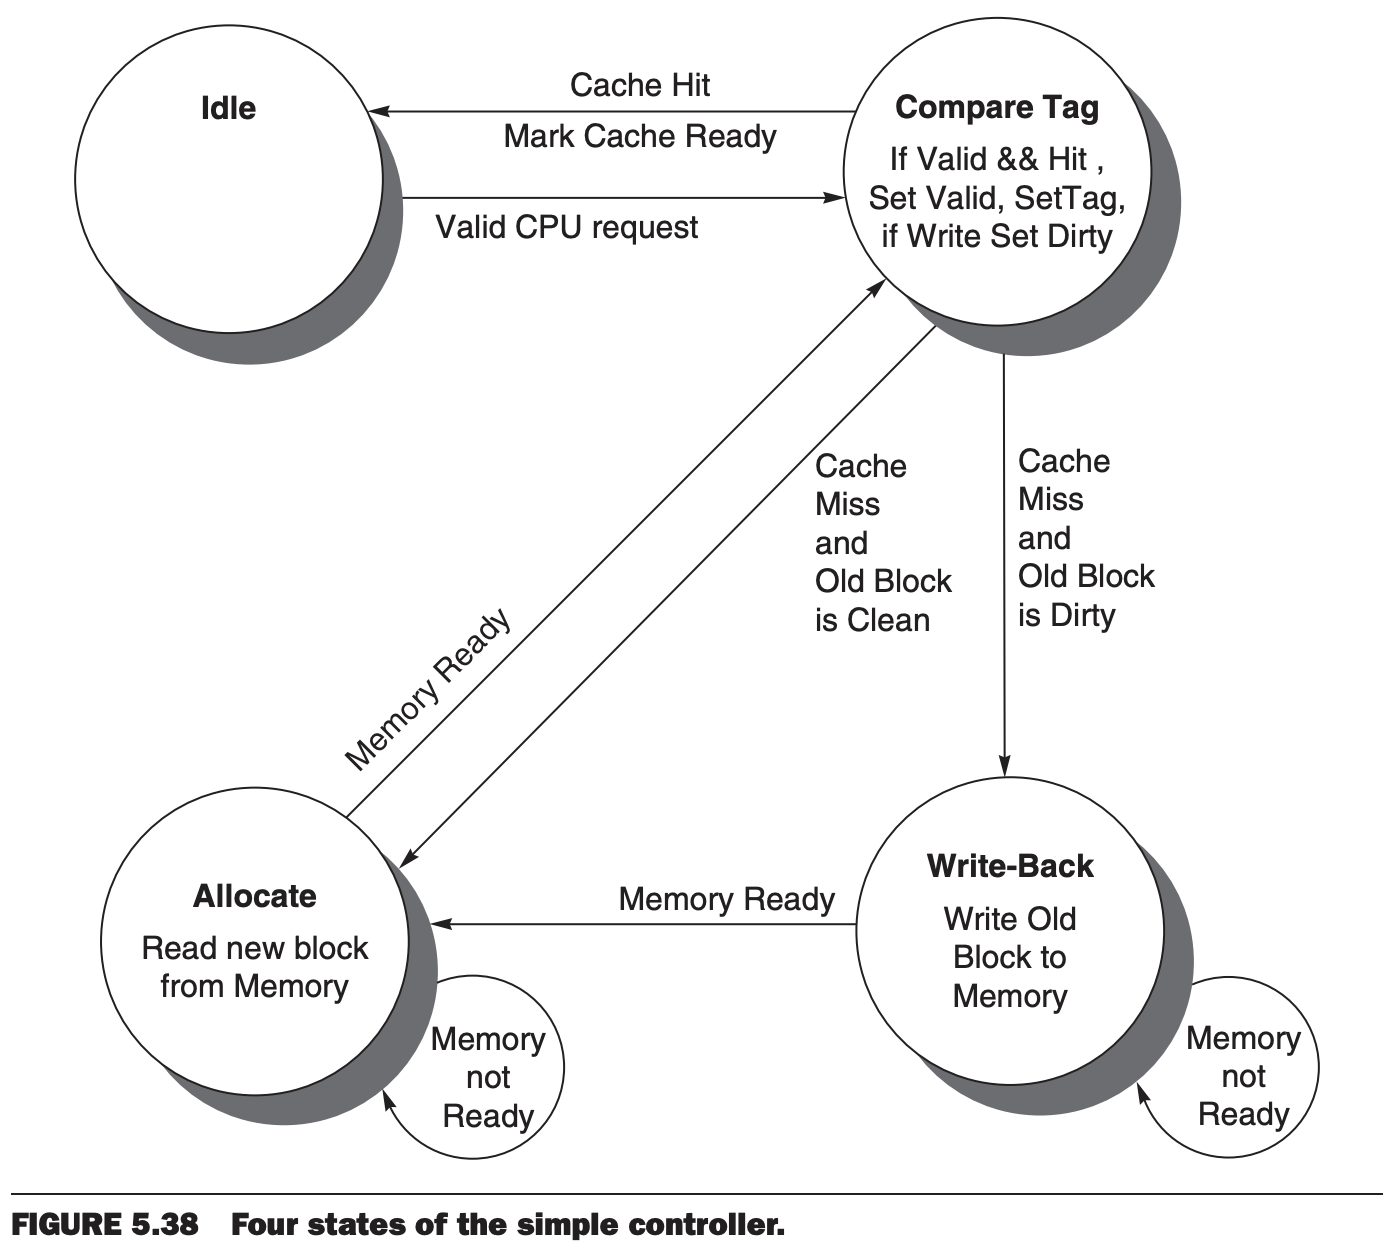 Idle
Cache Hit
Mark Cache Ready
Valid CPU request
Compare Tag
If Valid && Hit ,
Set Valid, SetTag,
if Write Set Dirty
Cache
Miss
and
Old Block
is Clean
Cache
Miss
and
Old Block
is Dirty
Memory Ready
Allocate
Read new block
from Memory
Memory Ready
Write-Back
Write Old
Block to
Memory
Memory
not
Ready
Memory
not
Ready
FIGURE 5.38 Four states of the simple controller.